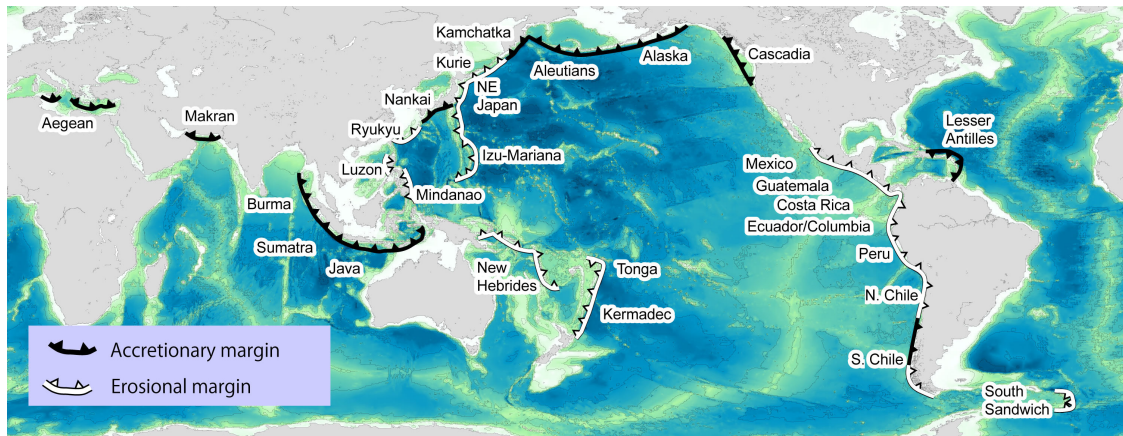 Kamchatka
Kurie
Aleutians
Alaska
Cascadia
NE
Japan
Nankai
Makran
Aegean
Ryukyu
Lesser
Antilles
Izu-Mariana
Luzon
Mexico
Mindanao
Guatemala
Burma
Costa Rica
Ecuador/Columbia
Sumatra
Java
Peru
New
Hebrides
Tonga
N. Chile
Kermadec
Accretionary margin
S. Chile
Erosional margin
South
Sandwich